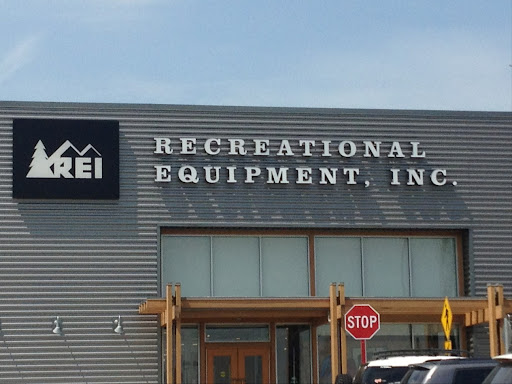 REI
RECREATIONAL
EQUIPMENT, INC.
STOP